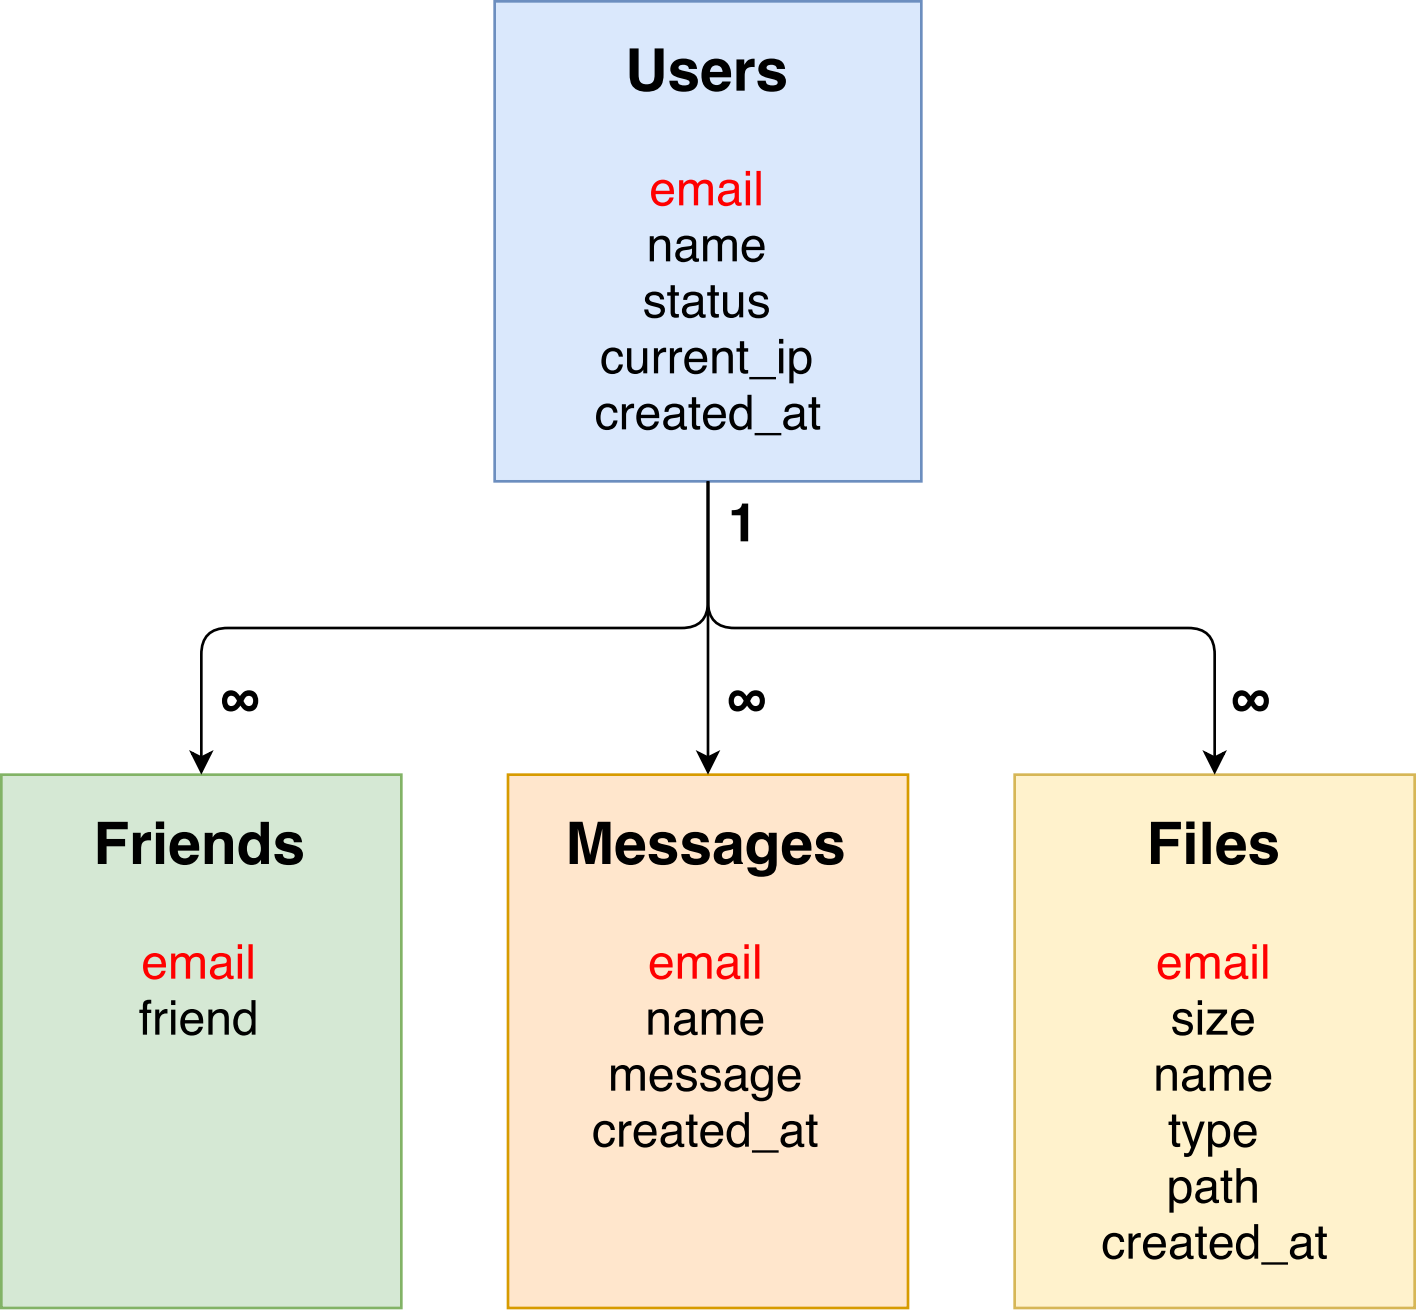 Users
email
name
status
current_ip
created_at
1
∞
∞
∞
Friends
email
friend
Messages
email
name
message
created_at
Files
email
size
name
type
path
created_at